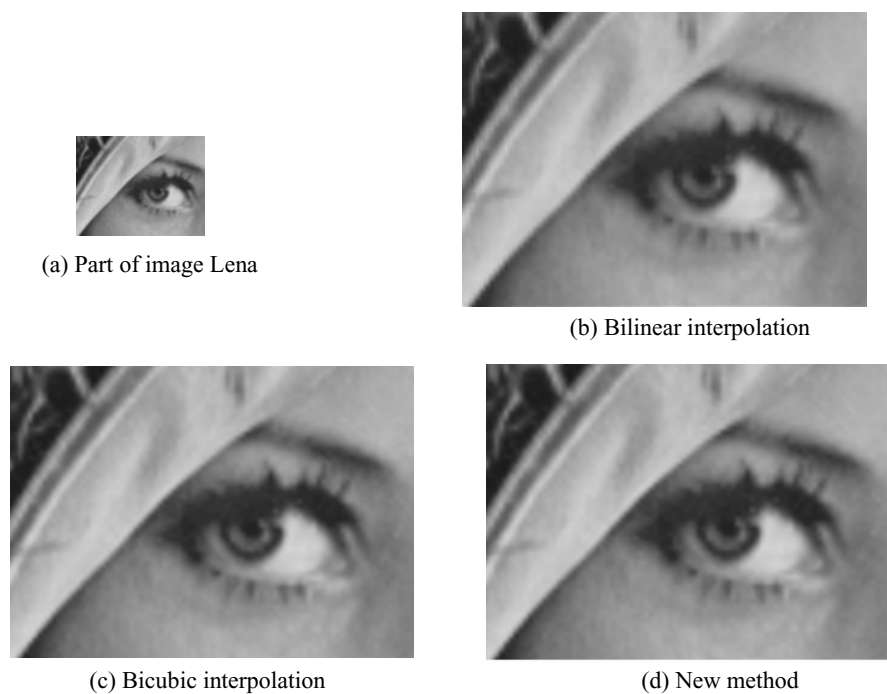 (a) Part of image Lena
(b) Bilinear interpolation
(c) Bicubic interpolation
(d) New method